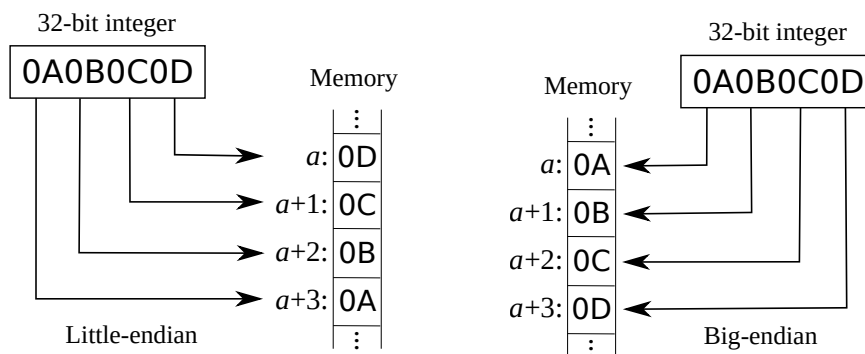 32-bit integer
0A0B0C0D
Memory
⋮
a: 0D
a+1: 0C
a+2: 0B
a+3: 0A
⋮
Little-endian
32-bit integer
0A0B0C0D
Memory
⋮
a: 0A
a+1: 0B
a+2: 0C
a+3: 0D
⋮
Big-endian